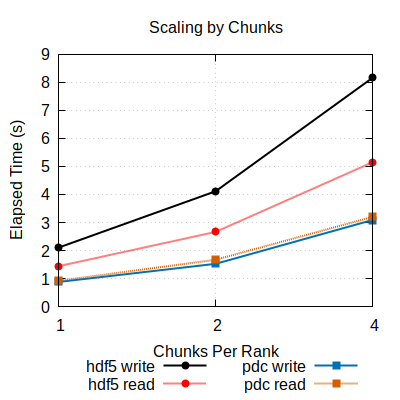 Scaling by Chunks
9
8
7
6
5
4
3
2
1
0
Elapsed Time (s)
1 2 4
Chunks Per Rank
hdf5 write pdc write
hdf5 read pdc read